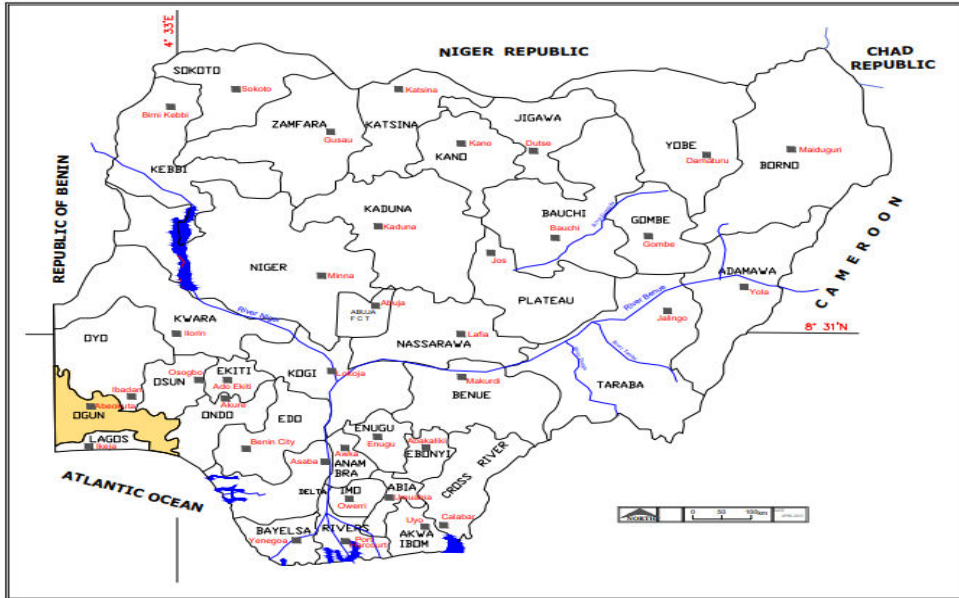 4° 33'E
NIGER REPUBLIC
CHAD
REPUBLIC
SOKOTO
Sokoto
Katsina
Birni Kebbi
ZAMFARA
Gusau
KATSINA
JIGAWA
KANO
Kano
Dutse
YOBE
Damaturu
Maiduguri
BORNO
KEBBI
REPUBLIC OF BENIN
KADUNA
Kaduna
BAUCHI
Bauchi
GOMBE
Gombe
CAMEROON
NIGER
Minna
Jos
ADAMAWA
Yola
PLATEAU
River Benue
Abuja
ABUJA
F C T
River Niger
KWARA
Ilorin
Jalingo
8° 31'N
OYO
Lafia
NASSARAWA
EKITI
Ado Ekiti
Osogbo
OSUN
KOGI
Lokoja
Makurdi
BENUE
TARABA
Ibadan
Abeokuta
OGUN
Akure
ONDO
EDO
LAGOS
Ikeja
Benin City
ENUGU
Enugu
Abakaliki
EBONYI
Awka
ANAM
BRA
Asaba
CROSS RIVER
ATLANTIC OCEAN
DELTA
IMO
Owerri
ABIA
Umuahia
BAYELSA
Yenegoa
RIVERS
Port
Harcourt
Uyo
AKWA
IBOM
Calabar
NORTH
0 50 100km